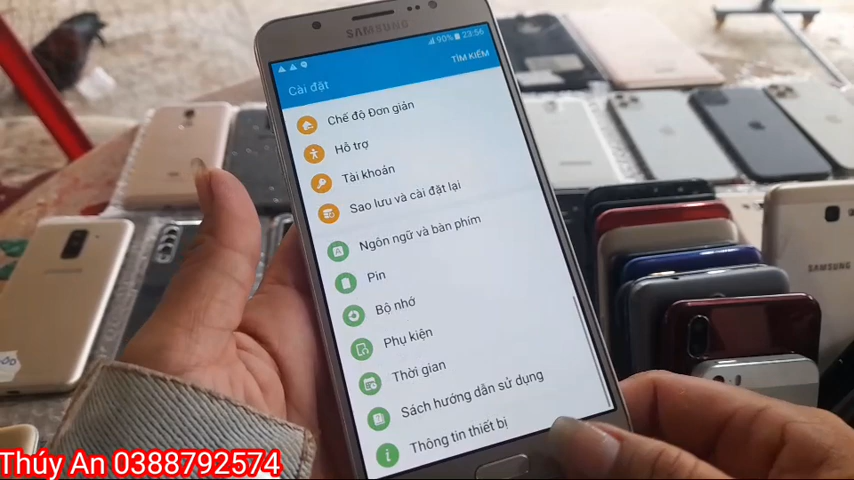 SAMSUNG
90% 23:56
Cài đặt
TÌM KIẾM
Chế độ Đơn giản
Hỗ trợ
Tài khoản
Sao lưu và cài đặt lại
Ngôn ngữ và bàn phím
Pin
Bộ nhớ
Phụ kiện
Thời gian
Sách hướng dẫn sử dụng
Thông tin thiết bị
SAMSUNG
Thúy An 0388792574